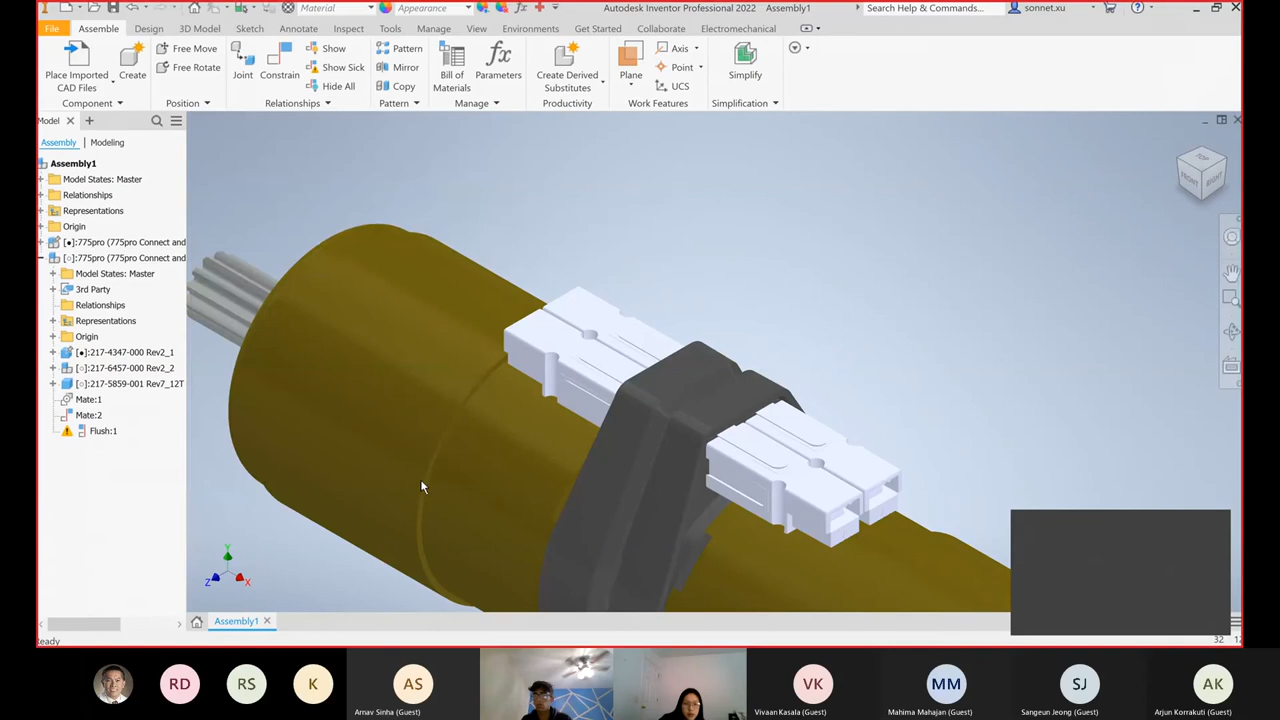 Material
Appearance
Autodesk Inventor Professional 2022 Assembly1
Search Help & Commands...
sonnet.xu
File Assemble Design 3D Model Sketch Annotate Inspect Tools Manage View Environments Get Started Collaborate Electromechanical
Place Imported CAD Files
Create
Free Move
Free Rotate
Joint
Constrain
Show
Show Sick
Hide All
Pattern
Mirror
Copy
Bill of Materials
Parameters
Create Derived Substitutes
Plane
Axis
Point
UCS
Simplify
Component Position Relationships Pattern Manage Productivity Work Features Simplification
Model
Assembly Modeling
Assembly1
Model States: Master
Relationships
Representations
Origin
[●]:775pro (775pro Connect and
[○]:775pro (775pro Connect and
Model States: Master
3rd Party
Relationships
Representations
Origin
[●]:217-4347-000 Rev2_1
[○]:217-6457-000 Rev2_2
[○]:217-5859-001 Rev7_12T
Mate:1
Mate:2
Flush:1
TOP
FRONT
RIGHT
Y
Z
X
Assembly1
32
RD
RS
K
AS
Arnav Sinha (Guest)
VK
Vivaan Kasala (Guest)
MM
Mahima Mahajan (Guest)
SJ
Sangeun Jeong (Guest)
AK
Arjun Korrakuti (Guest)